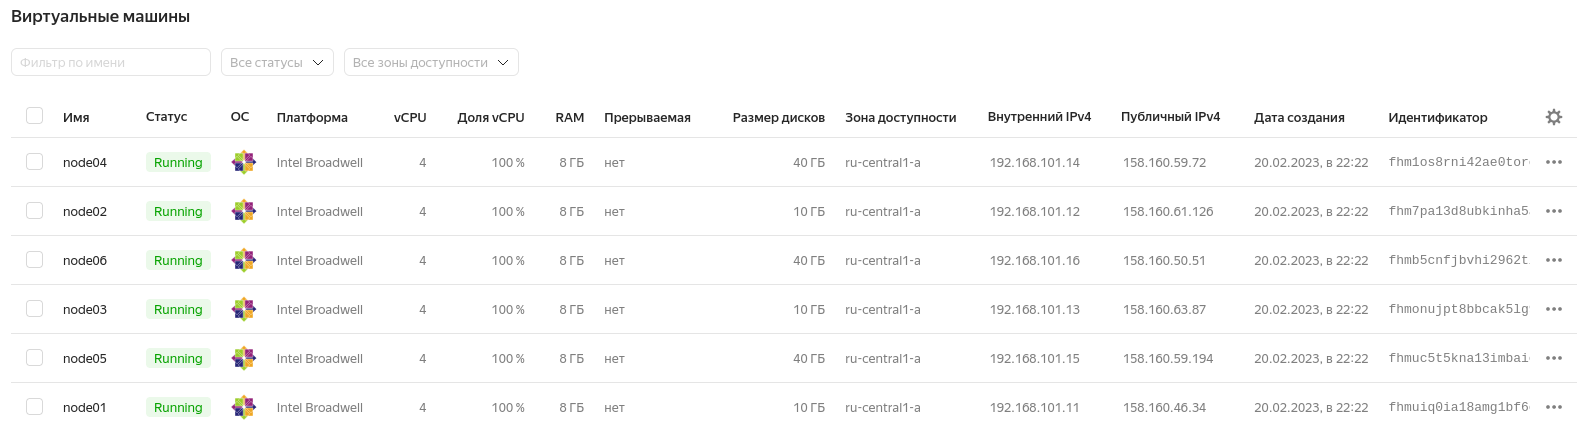 Виртуальные машины
Фильтр по имени Все статусы Все зоны доступности
Имя Статус ОС Платформа vCPU Доля vCPU RAM Прерываемая Размер дисков Зона доступности Внутренний IPv4 Публичный IPv4 Дата создания Идентификатор
node04 Running Intel Broadwell 4 100 % 8 ГБ нет 40 ГБ ru-central1-a 192.168.101.14 158.160.59.72 20.02.2023, в 22:22 fhm1os8rni42ae0tor
node02 Running Intel Broadwell 4 100 % 8 ГБ нет 10 ГБ ru-central1-a 192.168.101.12 158.160.61.126 20.02.2023, в 22:22 fhm7pa13d8ubkinha5
node06 Running Intel Broadwell 4 100 % 8 ГБ нет 40 ГБ ru-central1-a 192.168.101.16 158.160.50.51 20.02.2023, в 22:22 fhmb5cnfjbvhi2962t
node03 Running Intel Broadwell 4 100 % 8 ГБ нет 10 ГБ ru-central1-a 192.168.101.13 158.160.63.87 20.02.2023, в 22:22 fhmonujpt8bbcak5lg
node05 Running Intel Broadwell 4 100 % 8 ГБ нет 40 ГБ ru-central1-a 192.168.101.15 158.160.59.194 20.02.2023, в 22:22 fhmuc5t5kna13imbai
node01 Running Intel Broadwell 4 100 % 8 ГБ нет 10 ГБ ru-central1-a 192.168.101.11 158.160.46.34 20.02.2023, в 22:22 fhmuiq0ia18amg1bf6